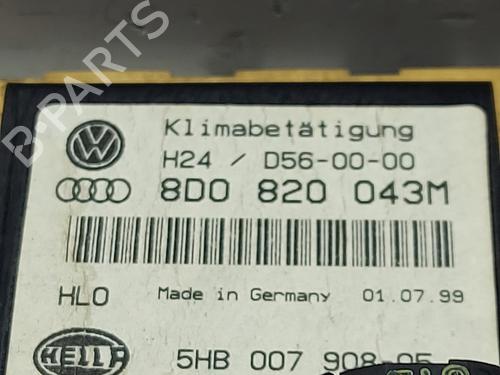 B-PARTS
Klimabetätigung
H24 / D56-00-00
8D0 820 043M
HLO Made in Germany 01.07.99
HELLA 5HB 007 908-05